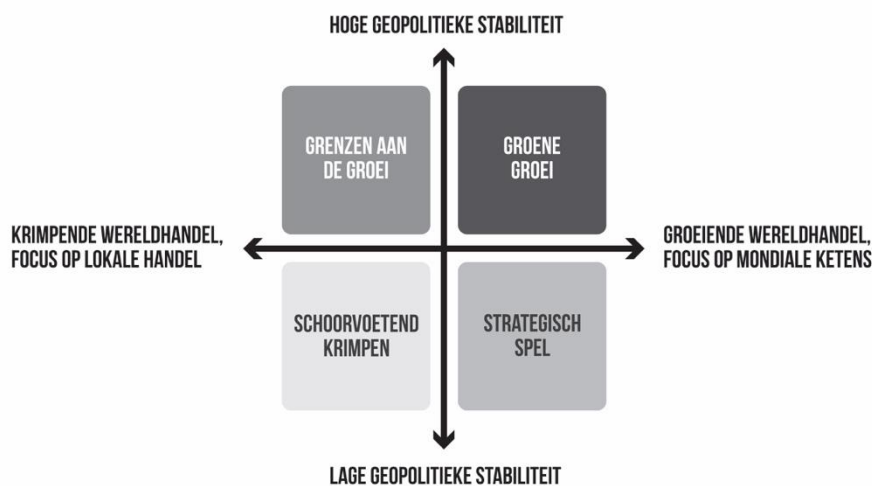 HOGE GEOPOLITIEKE STABILITEIT
GRENZEN AAN
DE GROEI
GROENE
GROEI
KRIMPENDE WERELDHANDEL,
FOCUS OP LOKALE HANDEL
GROEIENDE WERELDHANDEL,
FOCUS OP MONDIALE KETENS
SCHOORVOETEND
KRIMPEN
STRATEGISCH
SPEL
LAGE GEOPOLITIEKE STABILITEIT